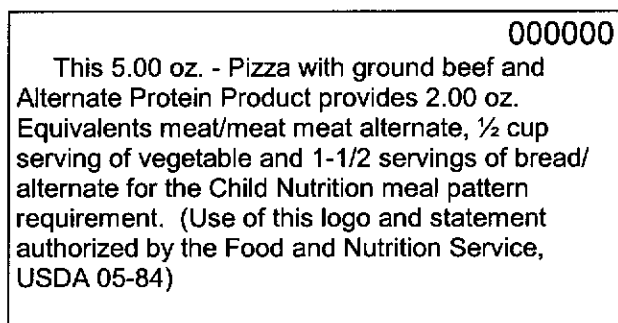 000000
This 5.00 oz. - Pizza with ground beef and
Alternate Protein Product provides 2.00 oz.
Equivalents meat/meat meat alternate, ½ cup
serving of vegetable and 1-1/2 servings of bread/
alternate for the Child Nutrition meal pattern
requirement. (Use of this logo and statement
authorized by the Food and Nutrition Service,
USDA 05-84)